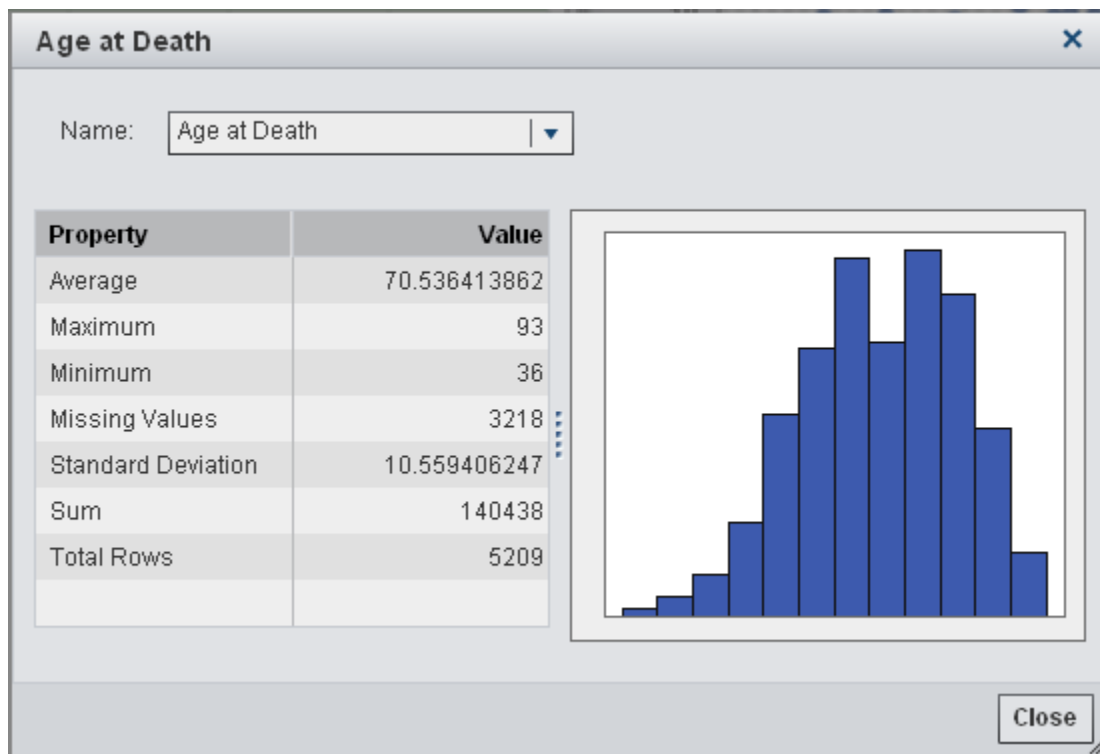 Age at Death
Name: Age at Death
Property Value
Average 70.536413862
Maximum 93
Minimum 36
Missing Values 3218
Standard Deviation 10.559406247
Sum 140438
Total Rows 5209
Close